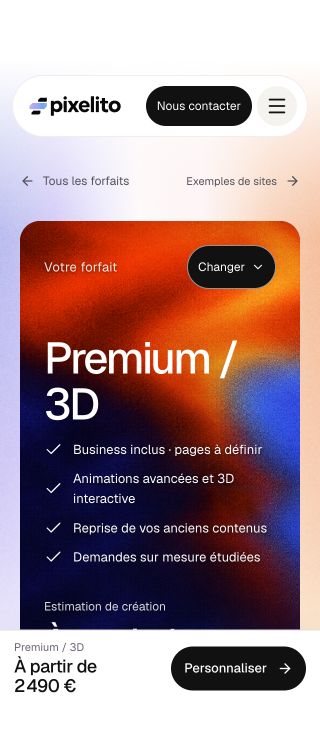 pixelito
Nous contacter
Tous les forfaits
Exemples de sites
Votre forfait
Changer
Premium /
3D
Business inclus · pages à définir
Animations avancées et 3D
interactive
Reprise de vos anciens contenus
Demandes sur mesure étudiées
Estimation de création
Premium / 3D
À partir de
2 490 €
Personnaliser